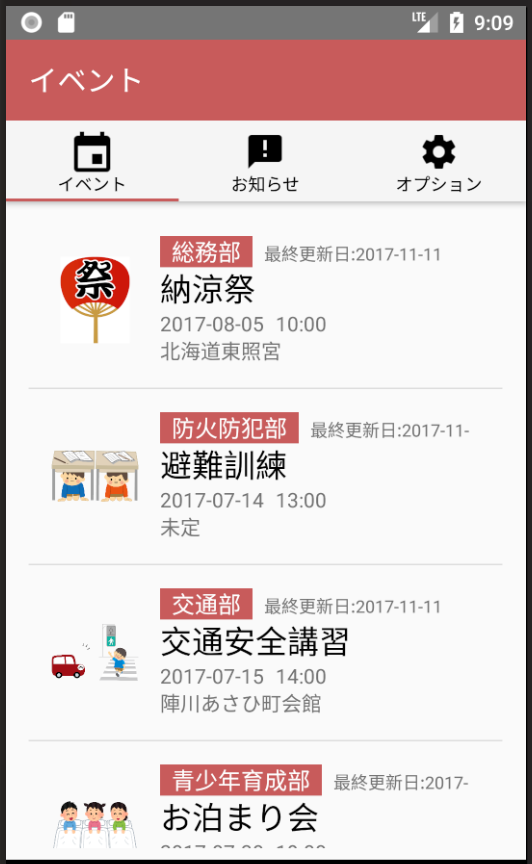 LTE 9:09
イベント
イベント お知らせ オプション
総務部 最終更新日:2017-11-11
祭
納涼祭
2017-08-05 10:00
北海道東照宮
防火防犯部 最終更新日:2017-11-
避難訓練
2017-07-14 13:00
未定
交通部 最終更新日:2017-11-11
交通安全講習
2017-07-15 14:00
陣川あさひ町会館
青少年育成部 最終更新日:2017-
お泊まり会